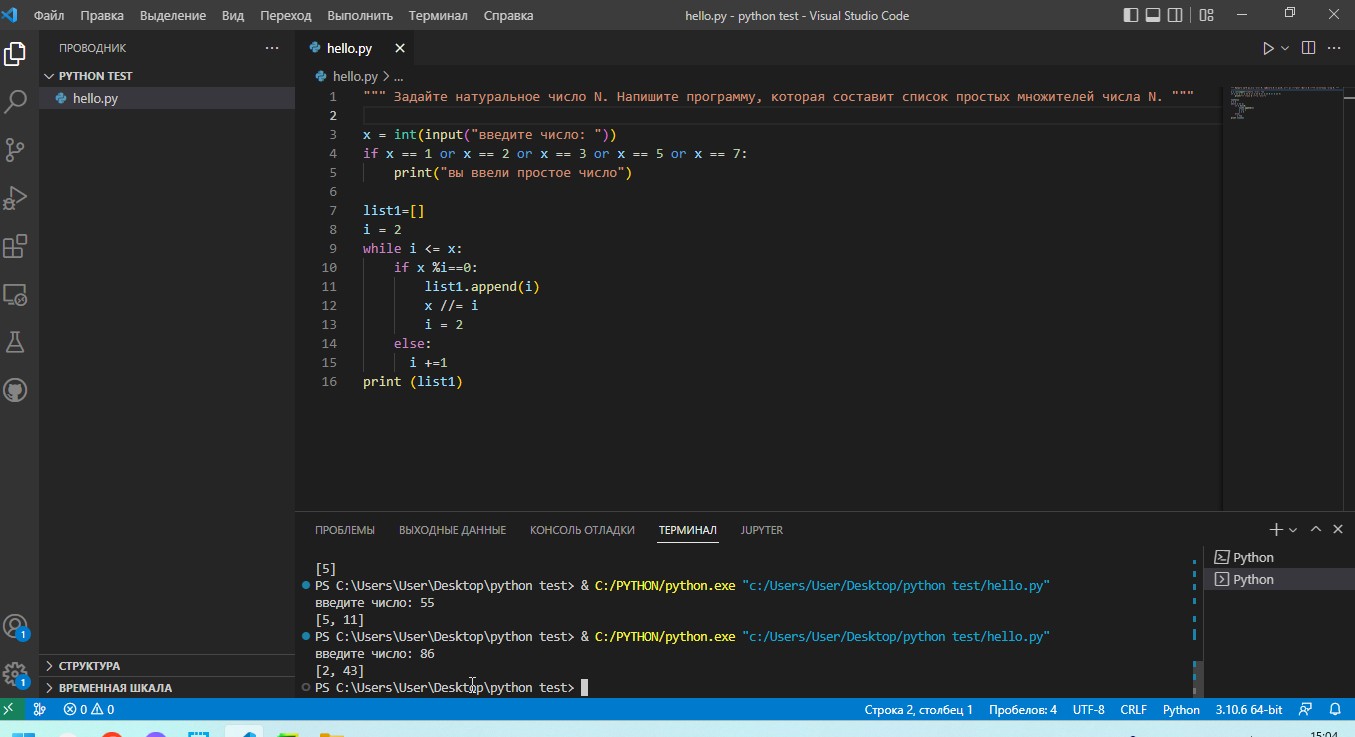 Файл Правка Выделение Вид Переход Выполнить Терминал Справка hello.py - python test - Visual Studio Code
ПРОВОДНИК ...
PYTHON TEST
hello.py
hello.py
hello.py > ...
1 """ Задайте натуральное число N. Напишите программу, которая составит список простых множителей числа N. """
2
3 x = int(input("введите число: "))
4 if x == 1 or x == 2 or x == 3 or x == 5 or x == 7:
5     print("вы ввели простое число")
6
7 list1=[]
8 i = 2
9 while i <= x:
10     if x %i==0:
11         list1.append(i)
12         x //= i
13         i = 2
14     else:
15       i +=1
16 print (list1)
ПРОБЛЕМЫ ВЫХОДНЫЕ ДАННЫЕ КОНСОЛЬ ОТЛАДКИ ТЕРМИНАЛ JUPYTER
[5]
PS C:\Users\User\Desktop\python test> & C:/PYTHON/python.exe "c:/Users/User/Desktop/python test/hello.py"
введите число: 55
[5, 11]
PS C:\Users\User\Desktop\python test> & C:/PYTHON/python.exe "c:/Users/User/Desktop/python test/hello.py"
введите число: 86
[2, 43]
PS C:\Users\User\Desktop\python test>
Python
Python
1
1
СТРУКТУРА
ВРЕМЕННАЯ ШКАЛА
0 0 Строка 2, столбец 1 Пробелов: 4 UTF-8 CRLF Python 3.10.6 64-bit
15:04